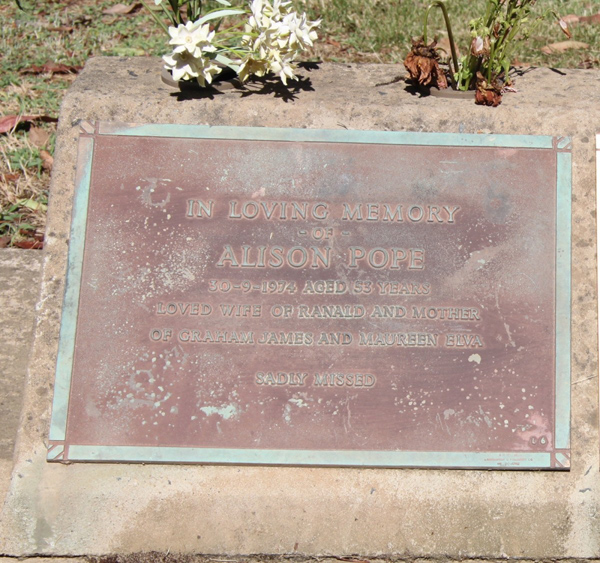 IN LOVING MEMORY
- OF -
ALISON POPE
30-9-1974 AGED 53 YEARS
LOVED WIFE OF RANALD AND MOTHER
OF GRAHAM JAMES AND MAUREEN ELVA
SADLY MISSED
06